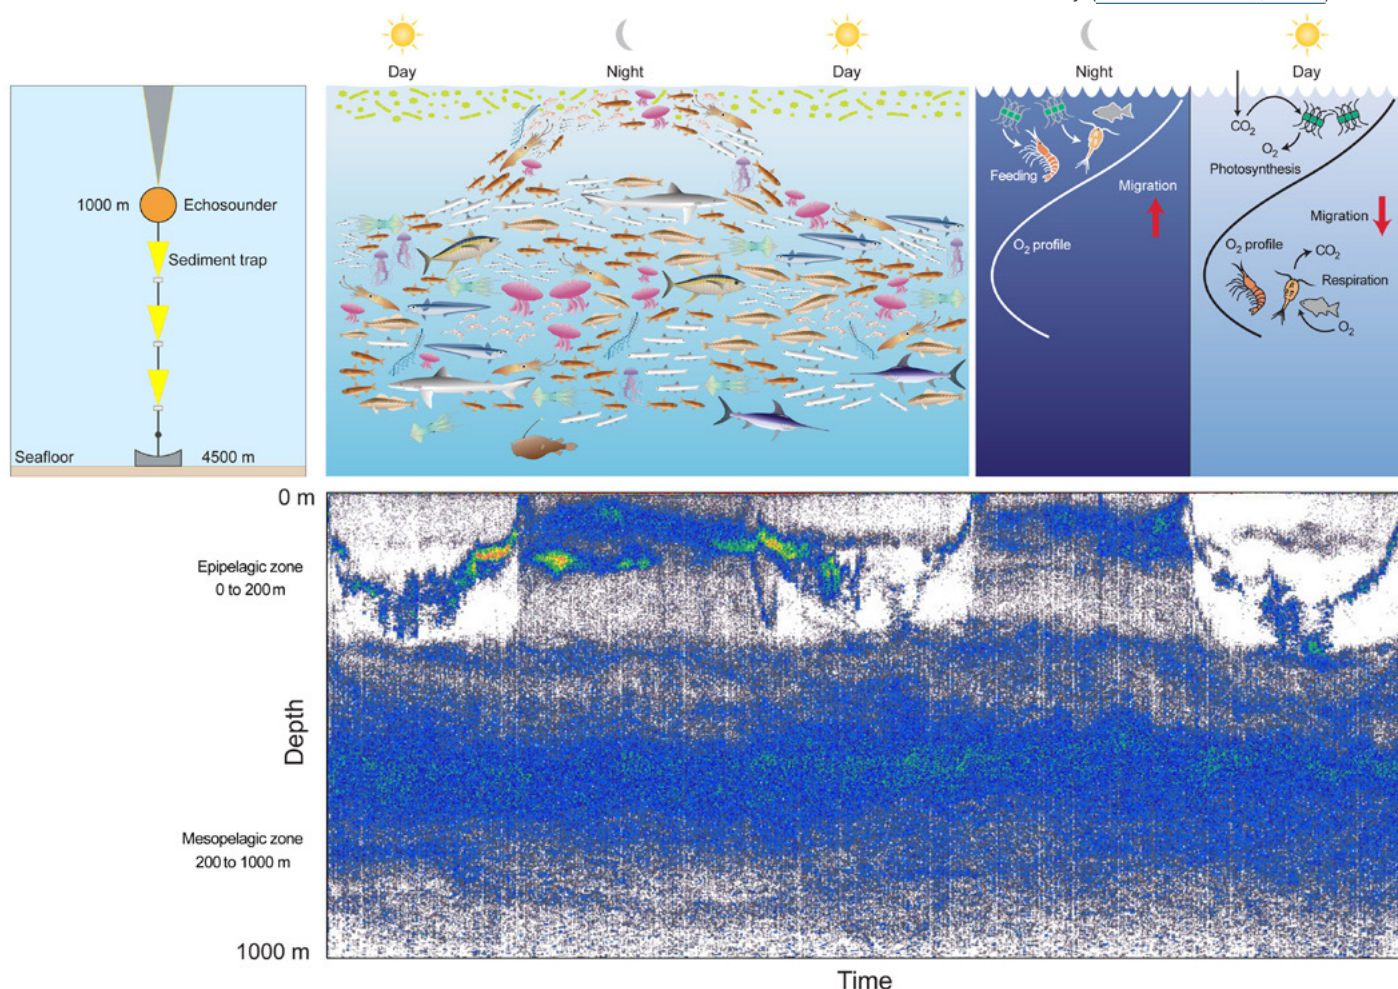 Day
Night
Day
Night
Day
1000 m
Echosounder
Sediment trap
Seafloor
4500 m
Feeding
Migration
O2 profile
CO2
O2
Photosynthesis
Migration
O2 profile
CO2
Respiration
O2
0 m
Epipelagic zone
0 to 200 m
Depth
Mesopelagic zone
200 to 1000 m
1000 m
Time